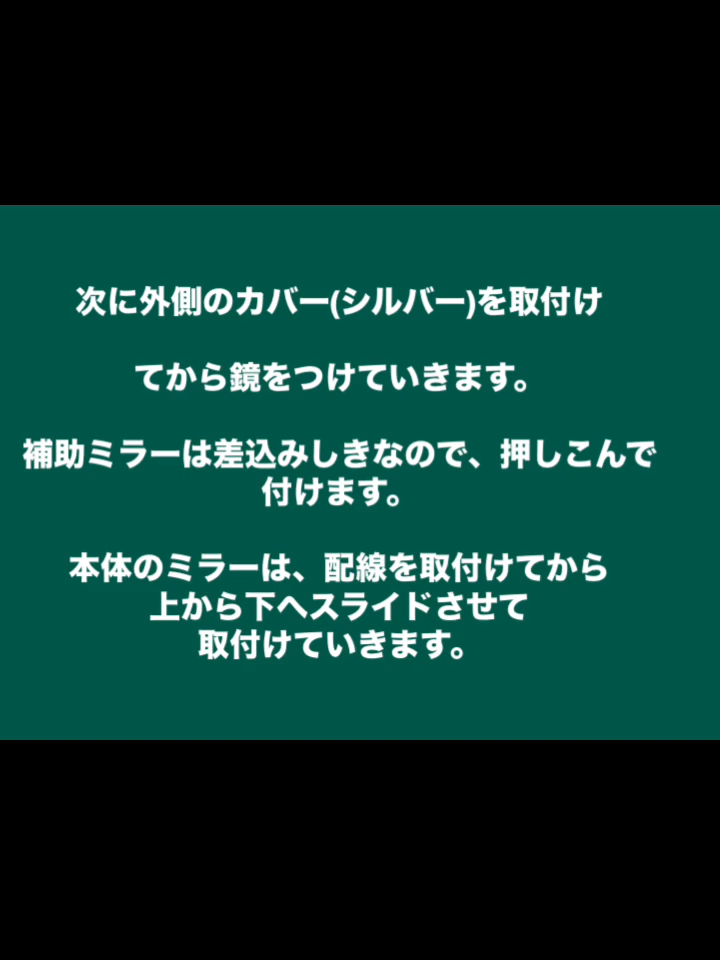 次に外側のカバー(シルバー)を取付け
てから鏡をつけていきます。
補助ミラーは差込みしきなので、押しこんで
付けます。
本体のミラーは、配線を取付けてから
上から下へスライドさせて
取付けていきます。